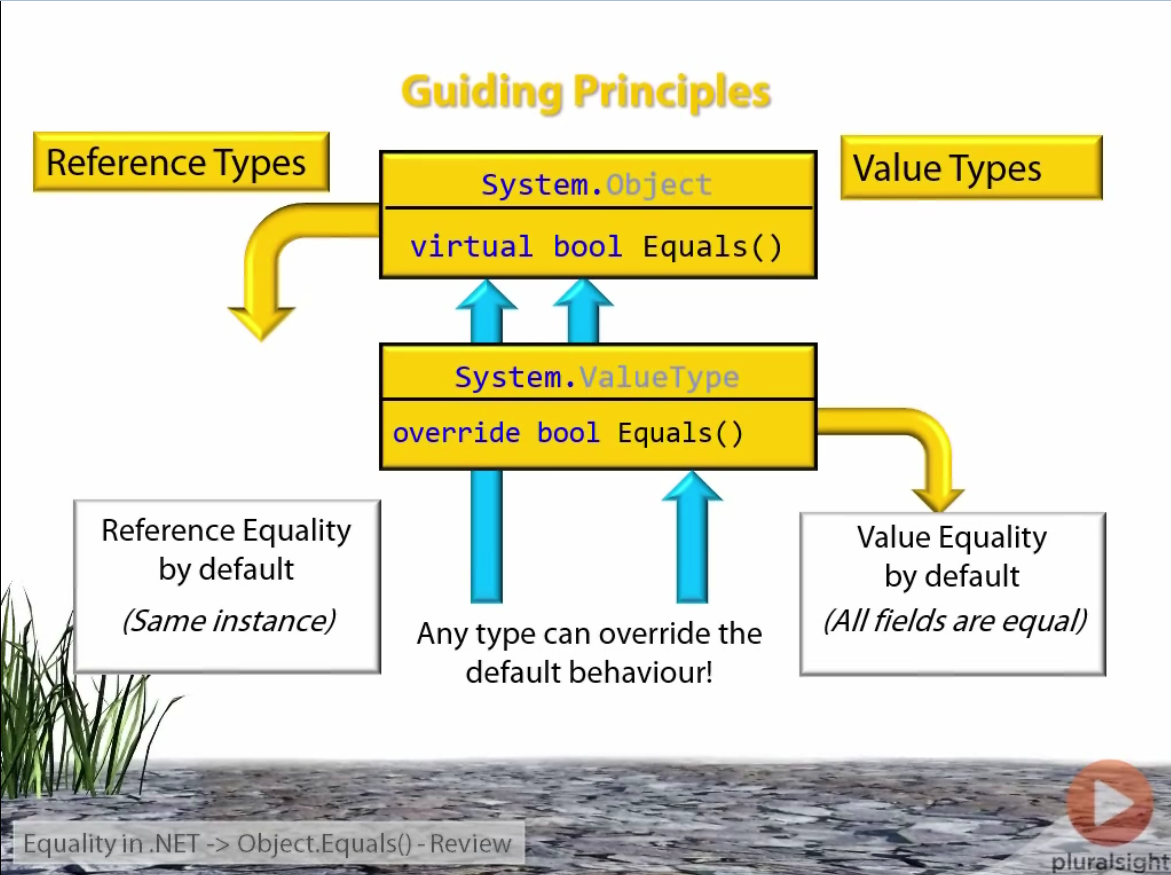 Guiding Principles
Reference Types
Value Types
System.Object
virtual bool Equals()
System.ValueType
override bool Equals()
Reference Equality
by default
(Same instance)
Any type can override the
default behaviour!
Value Equality
by default
(All fields are equal)
Equality in .NET -> Object.Equals() - Review
pluralsight